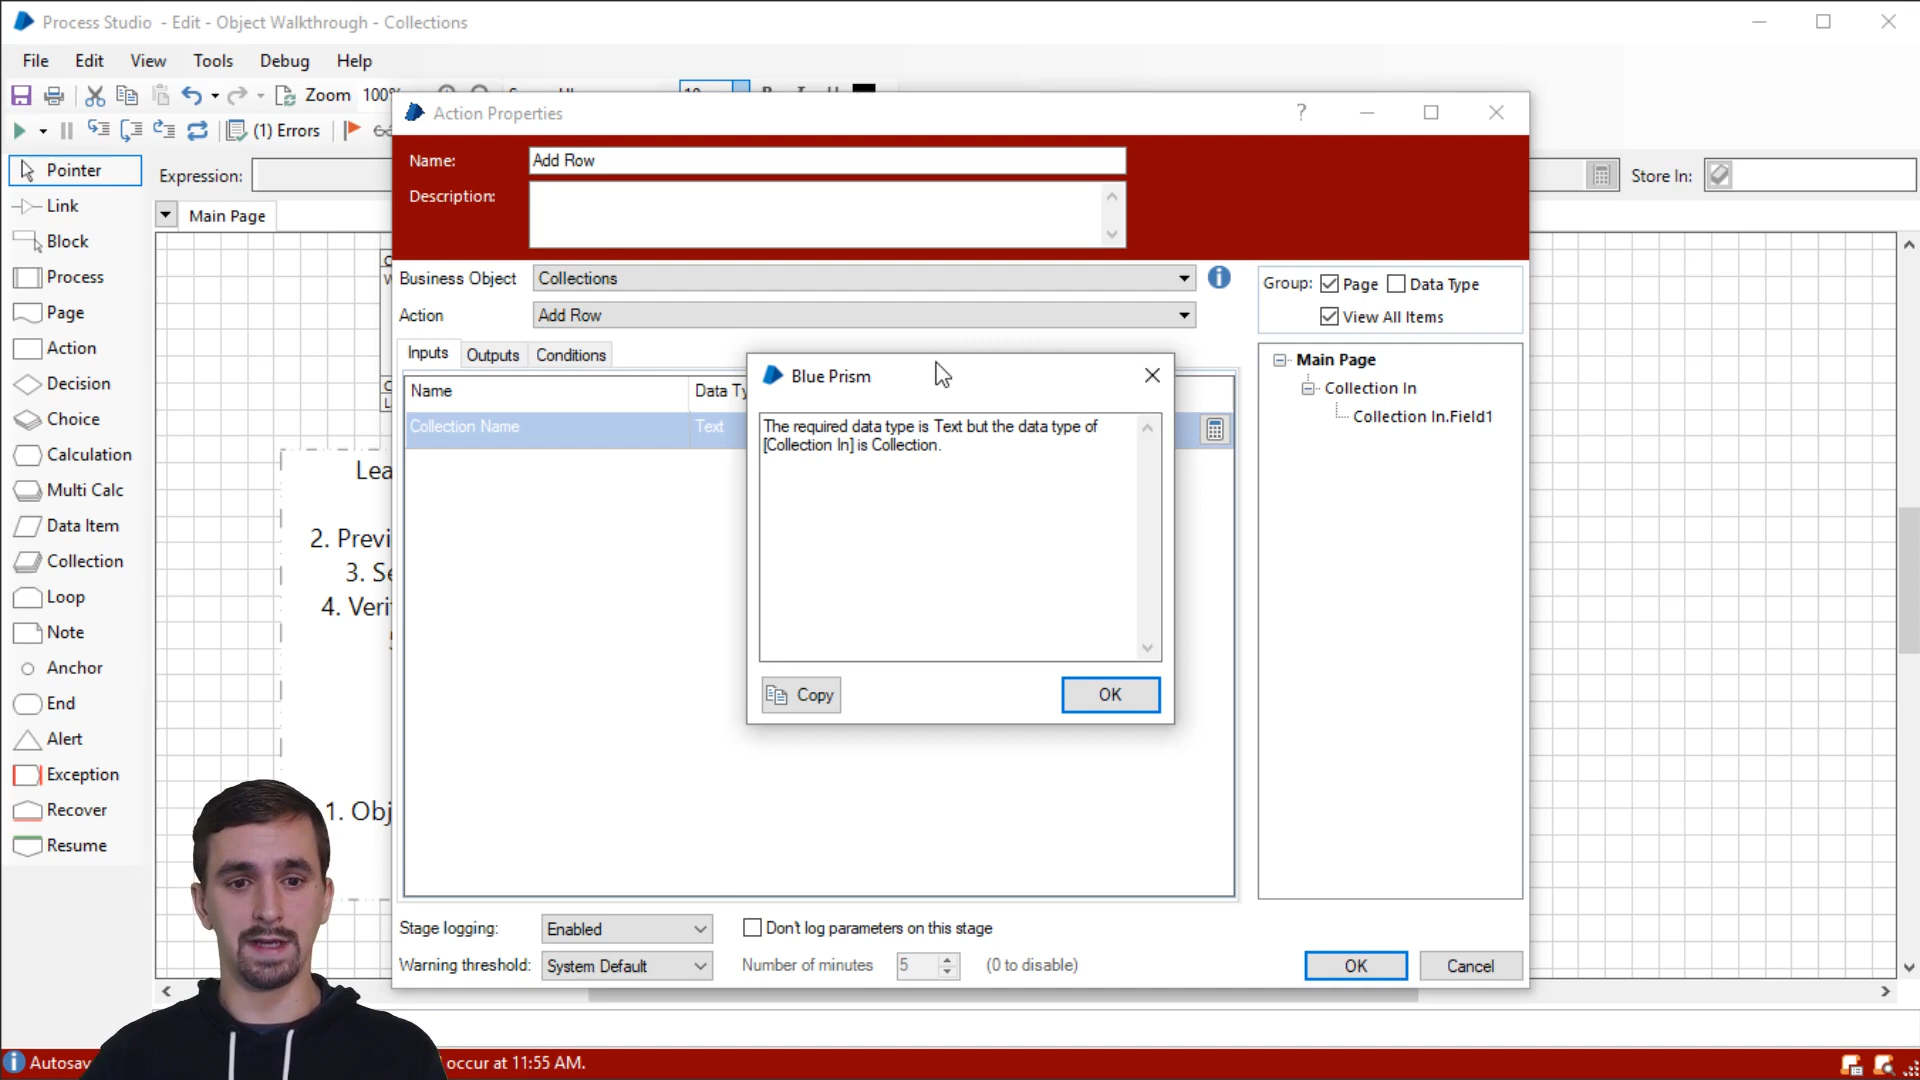 Process Studio - Edit - Object Walkthrough - Collections
File Edit View Tools Debug Help
Zoom 100%
(1) Errors
Action Properties
?
Pointer
Expression:
Store In:
Name: Add Row
Description:
Main Page
Link
Block
Process
Page
Action
Decision
Choice
Calculation
Multi Calc
Data Item
Collection
Loop
Note
Anchor
End
Alert
Exception
Recover
Resume
Business Object Collections
Action Add Row
Group: Page Data Type
View All Items
Inputs Outputs Conditions
Name Data Ty
Collection Name Text
Main Page
Collection In
Collection In.Field1
Blue Prism
The required data type is Text but the data type of
[Collection In] is Collection.
Copy OK
Lea
2. Previ
3. Se
4. Veri
1. Obj
Stage logging: Enabled Don't log parameters on this stage
Warning threshold: System Default Number of minutes 5 (0 to disable)
OK Cancel
Autosav occur at 11:55 AM.